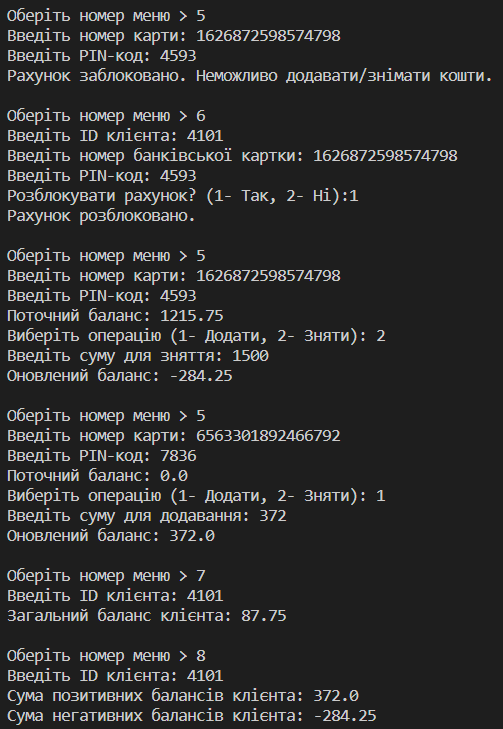 Оберіть номер меню > 5
Введіть номер карти: 1626872598574798
Введіть PIN-код: 4593
Рахунок заблоковано. Неможливо додавати/знімати кошти.

Оберіть номер меню > 6
Введіть ID клієнта: 4101
Введіть номер банківської картки: 1626872598574798
Введіть PIN-код: 4593
Розблокувати рахунок? (1- Так, 2- Ні):1
Рахунок розблоковано.

Оберіть номер меню > 5
Введіть номер карти: 1626872598574798
Введіть PIN-код: 4593
Поточний баланс: 1215.75
Виберіть операцію (1- Додати, 2- Зняти): 2
Введіть суму для зняття: 1500
Оновлений баланс: -284.25

Оберіть номер меню > 5
Введіть номер карти: 6563301892466792
Введіть PIN-код: 7836
Поточний баланс: 0.0
Виберіть операцію (1- Додати, 2- Зняти): 1
Введіть суму для додавання: 372
Оновлений баланс: 372.0

Оберіть номер меню > 7
Введіть ID клієнта: 4101
Загальний баланс клієнта: 87.75

Оберіть номер меню > 8
Введіть ID клієнта: 4101
Сума позитивних балансів клієнта: 372.0
Сума негативних балансів клієнта: -284.25